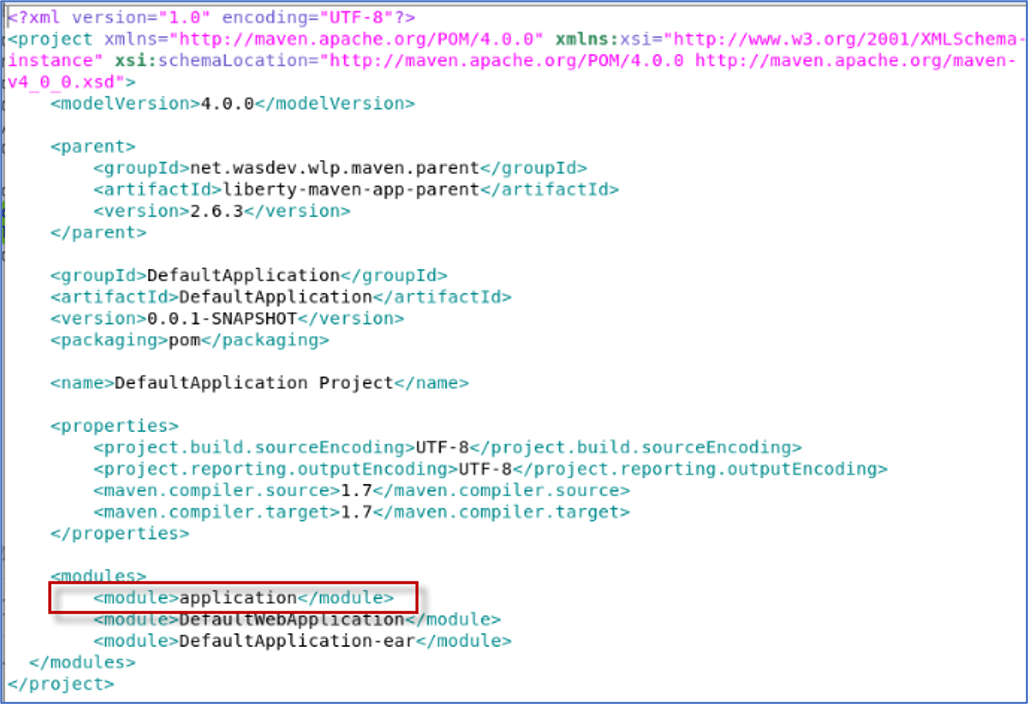 <?xml version="1.0" encoding="UTF-8"?>
<project xmlns="http://maven.apache.org/POM/4.0.0" xmlns:xsi="http://www.w3.org/2001/XMLSchema-
instance" xsi:schemaLocation="http://maven.apache.org/POM/4.0.0 http://maven.apache.org/maven-
v4_0_0.xsd">
    <modelVersion>4.0.0</modelVersion>

    <parent>
        <groupId>net.wasdev.wlp.maven.parent</groupId>
        <artifactId>liberty-maven-app-parent</artifactId>
        <version>2.6.3</version>
    </parent>

    <groupId>DefaultApplication</groupId>
    <artifactId>DefaultApplication</artifactId>
    <version>0.0.1-SNAPSHOT</version>
    <packaging>pom</packaging>

    <name>DefaultApplication Project</name>

    <properties>
        <project.build.sourceEncoding>UTF-8</project.build.sourceEncoding>
        <project.reporting.outputEncoding>UTF-8</project.reporting.outputEncoding>
        <maven.compiler.source>1.7</maven.compiler.source>
        <maven.compiler.target>1.7</maven.compiler.target>
    </properties>

    <modules>
        <module>application</module>
        <module>DefaultWebApplication</module>
        <module>DefaultApplication-ear</module>
  </modules>
</project>